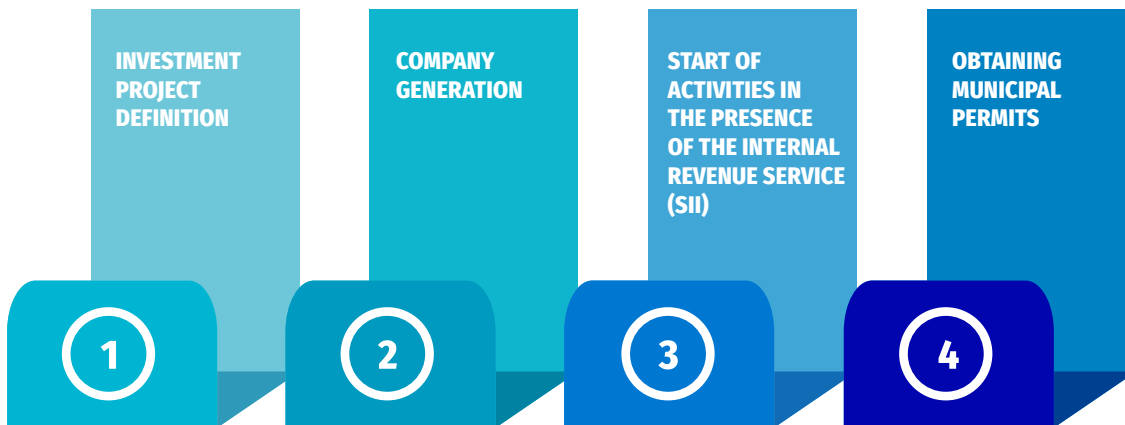 INVESTMENT
PROJECT
DEFINITION
1
COMPANY
GENERATION
2
START OF
ACTIVITIES IN
THE PRESENCE
OF THE INTERNAL
REVENUE SERVICE
(SII)
3
OBTAINING
MUNICIPAL
PERMITS
4